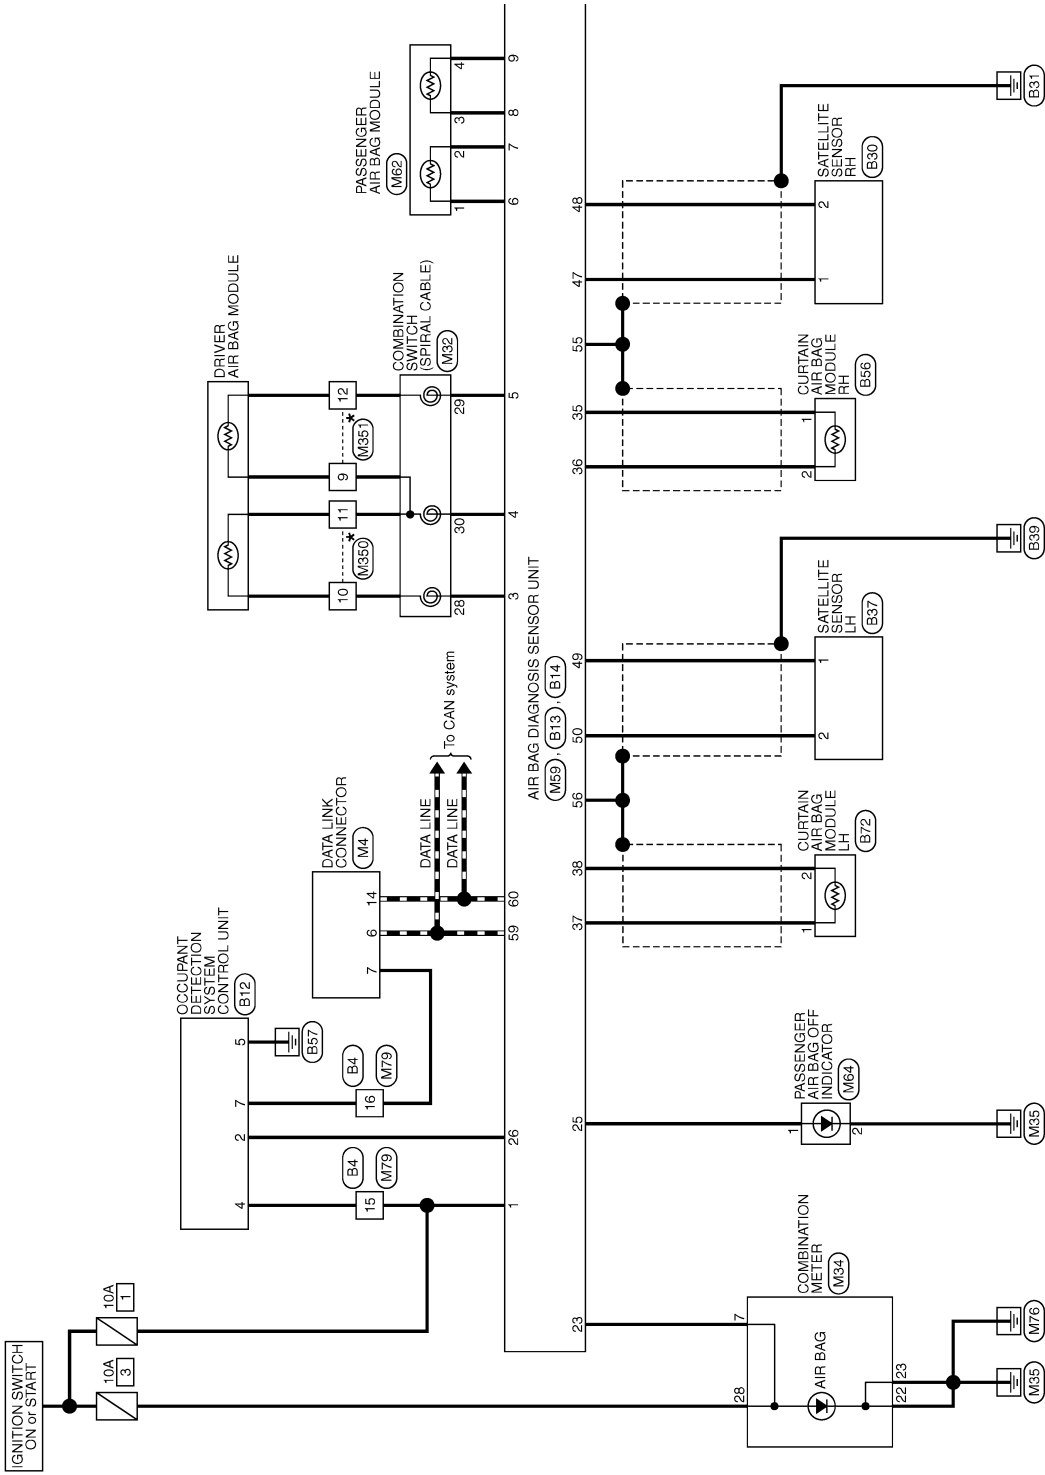 IGNITION SWITCH
ON or START
10A
1
10A
3
OCCUPANT
DETECTION
SYSTEM
CONTROL UNIT
B12
4
2
7
5
B57
B4
M79
15
B4
M79
16
DATA LINK
CONNECTOR
M4
7
6
14
DATA LINE
DATA LINE
To CAN system
DRIVER
AIR BAG MODULE
10
11
9
12
M350
*
M351
*
COMBINATION
SWITCH
(SPIRAL CABLE)
M32
28
30
29
PASSENGER
AIR BAG MODULE
M62
1
2
3
4
1
26
59
60
3
4
5
6
7
8
9
AIR BAG DIAGNOSIS SENSOR UNIT
M59 , B13 , B14
23
25
37
38
56
50
49
36
35
55
47
48
COMBINATION
METER
M34
28
7
AIR BAG
22
23
M35
M76
PASSENGER
AIR BAG OFF
INDICATOR
M64
1
2
M35
CURTAIN
AIR BAG
MODULE
LH
B72
1
2
SATELLITE
SENSOR
LH
B37
2
1
B39
CURTAIN
AIR BAG
MODULE
RH
B56
2
1
SATELLITE
SENSOR
RH
B30
1
2
B31